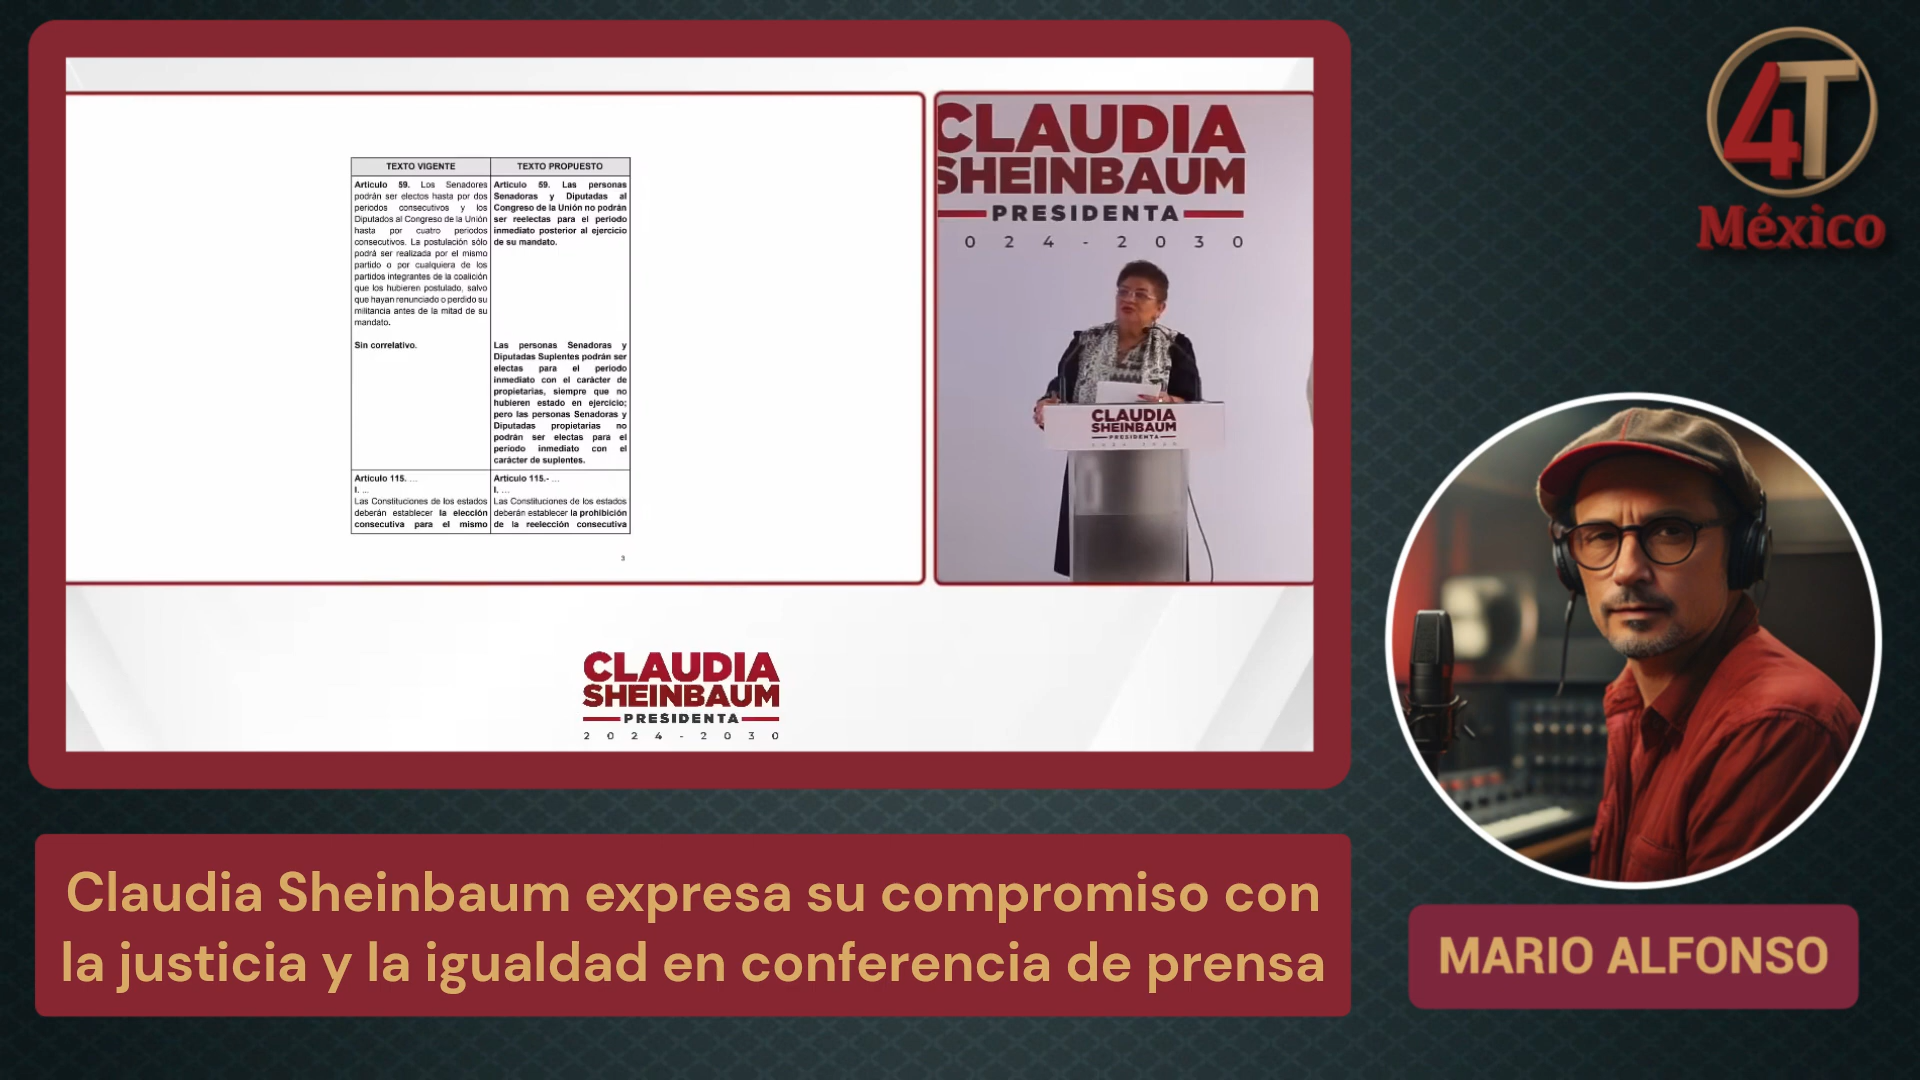 TEXTO VIGENTE
Artículo 59. Los Senadores
podrán ser electos hasta por dos
periodos consecutivos y los
Diputados al Congreso de la Unión
hasta por cuatro periodos
consecutivos. La postulación sólo
podrá ser realizada por el mismo
partido o por cualquiera de los
partidos integrantes de la coalición
que los hubieren postulado, salvo
que hayan renunciado o perdido su
militancia antes de la mitad de su
mandato.
Sin correlativo.
Artículo 115. ...
I. ...
Las Constituciones de los estados
deberán establecer la elección
consecutiva para el mismo
TEXTO PROPUESTO
Artículo 59. Las personas
Senadoras y Diputadas al
Congreso de la Unión no podrán
ser reelectas para el periodo
inmediato posterior al ejercicio
de su mandato.
Las personas Senadoras y
Diputadas Suplentes podrán ser
electas para el periodo
inmediato con el carácter de
propietarias, siempre que no
hubieren estado en ejercicio;
pero las personas Senadoras y
Diputadas propietarias no
podrán ser electas para el
periodo inmediato con el
carácter de suplentes.
Artículo 115.- ...
I. ...
Las Constituciones de los estados
deberán establecer la prohibición
de la reelección consecutiva
3
CLAUDIA
SHEINBAUM
PRESIDENTA
024-2030
CLAUDIA
SHEINBAUM
PRESIDENTA
CLAUDIA
SHEINBAUM
PRESIDENTA
2024-2030
4T
México
Claudia Sheinbaum expresa su compromiso con
la justicia y la igualdad en conferencia de prensa
MARIO ALFONSO